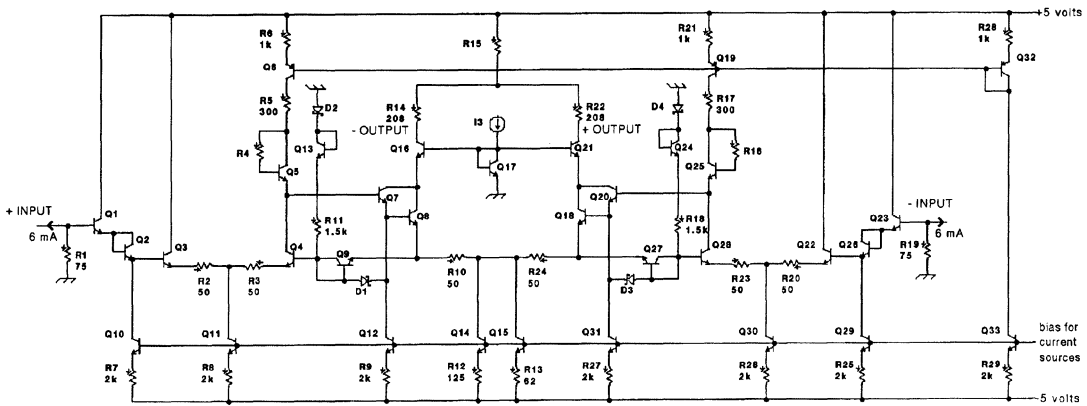 +5 volts
R6
1k
R15
R21
1k
R28
1k
Q6
Q19
Q32
R5
300
D2
R14
208
- OUTPUT
I3
+ OUTPUT
R22
208
D4
R17
300
R4
Q13
Q5
Q16
Q17
Q21
Q24
Q25
R16
+ INPUT
6 mA
Q1
Q2
Q3
Q7
Q8
Q20
Q18
R18
1.5k
- INPUT
6 mA
Q23
R1
75
R11
1.5k
Q4
Q9
Q27
Q28
Q22
Q26
R19
75
R2
50
R3
50
D1
R10
50
R24
50
D3
R23
50
R20
50
Q10
Q11
Q12
Q14
Q15
Q31
Q30
Q29
Q33
bias for
current
sources
R7
2k
R8
2k
R9
2k
R12
125
R13
62
R27
2k
R26
2k
R25
2k
R29
2k
-5 volts